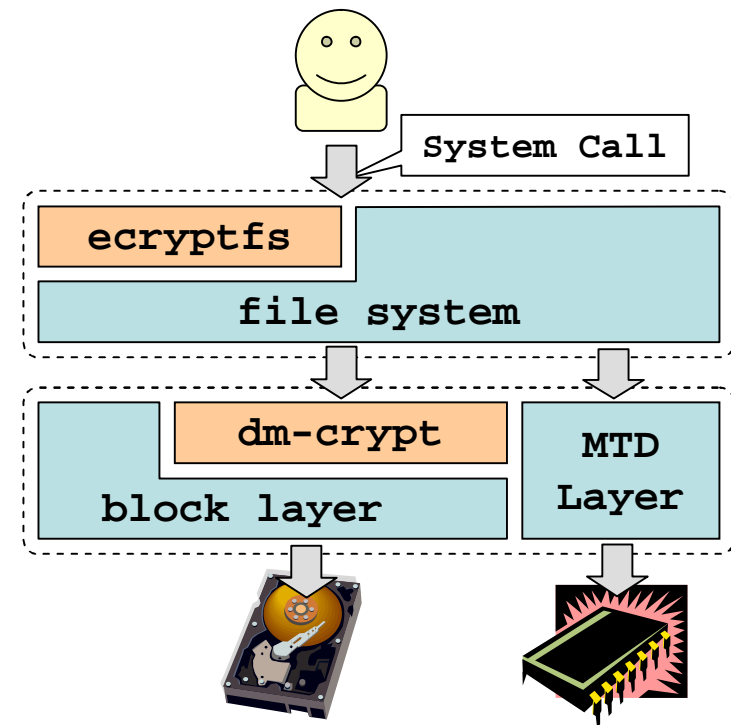 System Call
ecryptfs
file system
dm-crypt
MTD
Layer
block layer